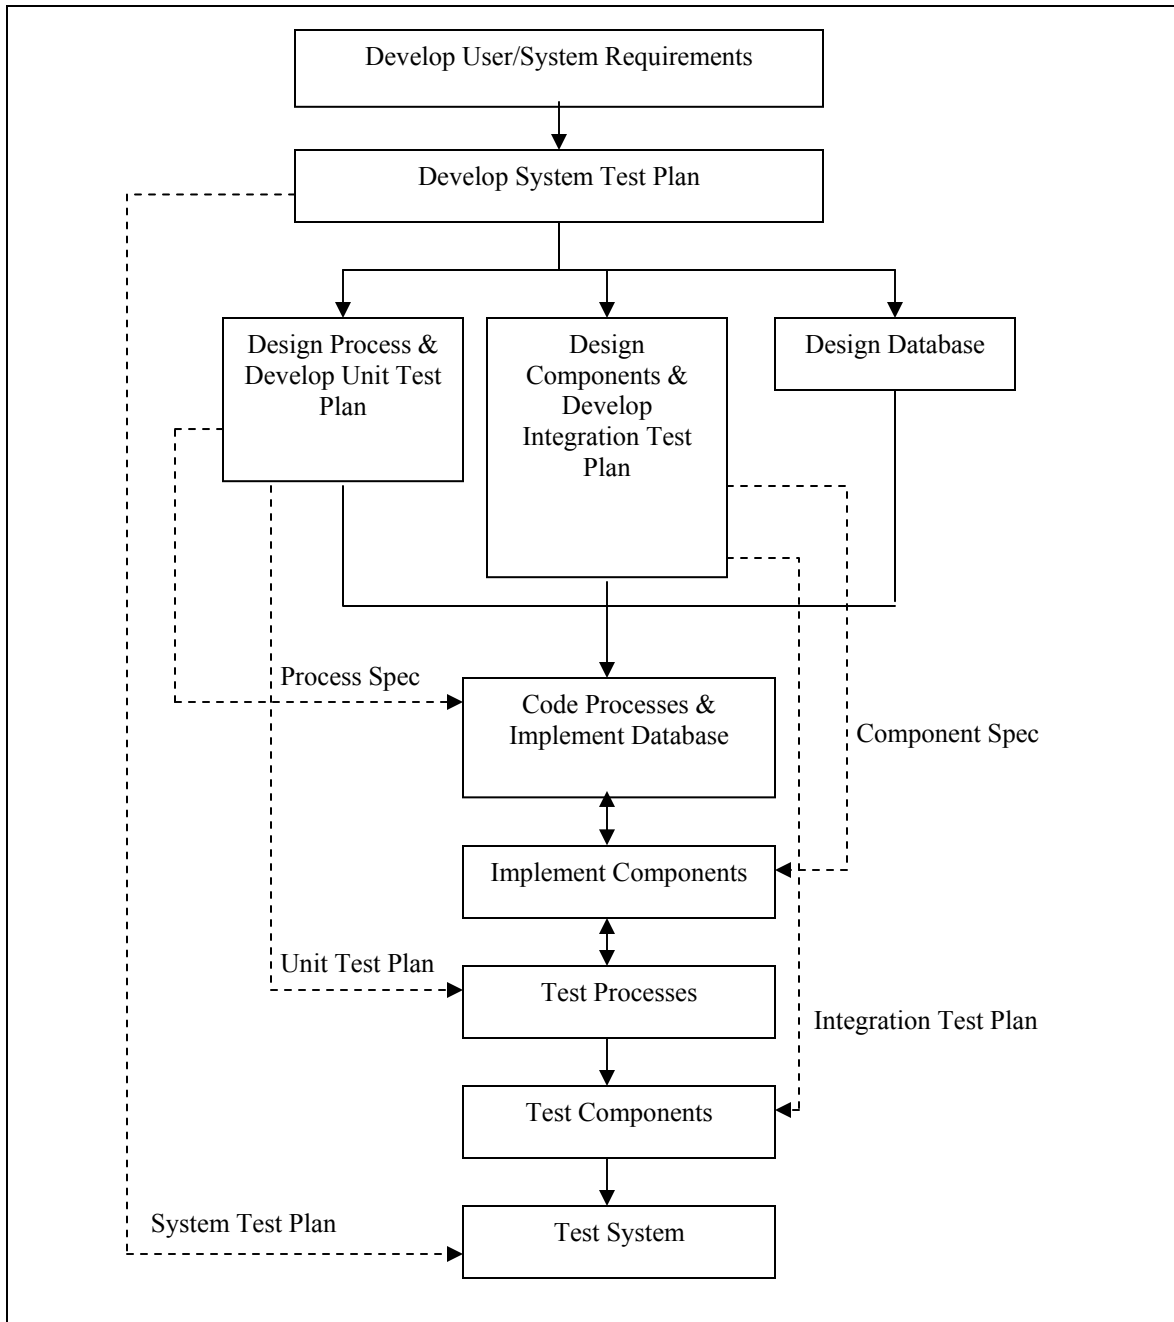 Develop User/System Requirements
Develop System Test Plan
Design Process &
Develop Unit Test
Plan
Design
Components &
Develop
Integration Test
Plan
Design Database
Process Spec
Code Processes &
Implement Database
Component Spec
Implement Components
Unit Test Plan
Test Processes
Integration Test Plan
Test Components
System Test Plan
Test System